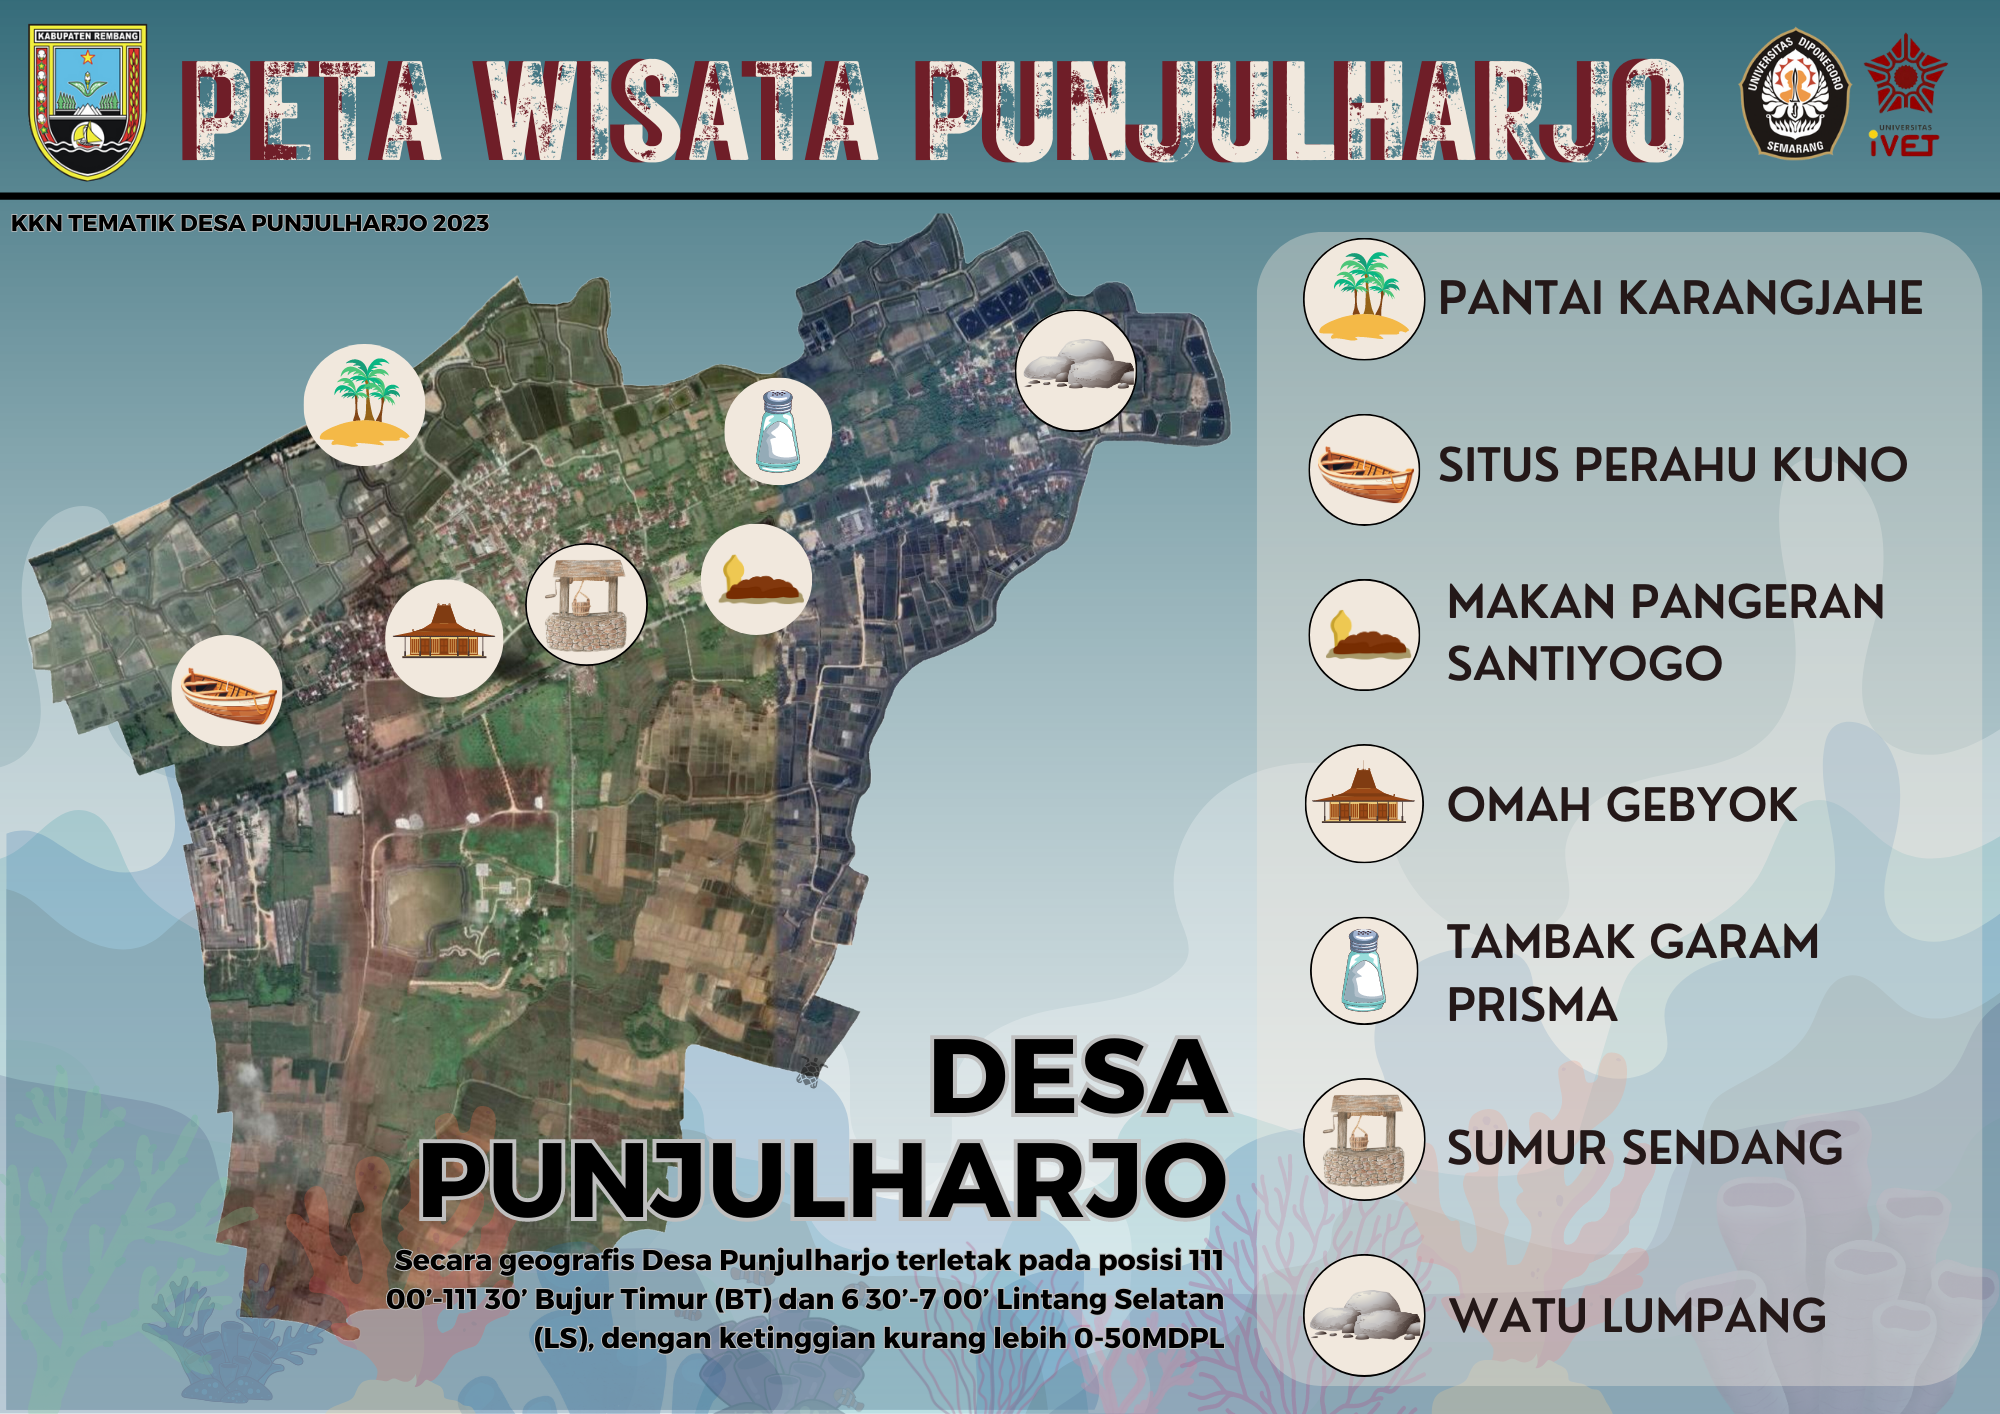 KABUPATEN REMBANG
PETA WISATA PUNJULHARJO
UNIVERSITAS DIPONEGORO
SEMARANG
UNIVERSITAS
iVET
KKN TEMATIK DESA PUNJULHARJO 2023
PANTAI KARANGJAHE
SITUS PERAHU KUNO
MAKAN PANGERAN
SANTIYOGO
OMAH GEBYOK
TAMBAK GARAM
PRISMA
SUMUR SENDANG
WATU LUMPANG
DESA
PUNJULHARJO
Secara geografis Desa Punjulharjo terletak pada posisi 111
00’-111 30’ Bujur Timur (BT) dan 6 30’-7 00’ Lintang Selatan
(LS), dengan ketinggian kurang lebih 0-50MDPL